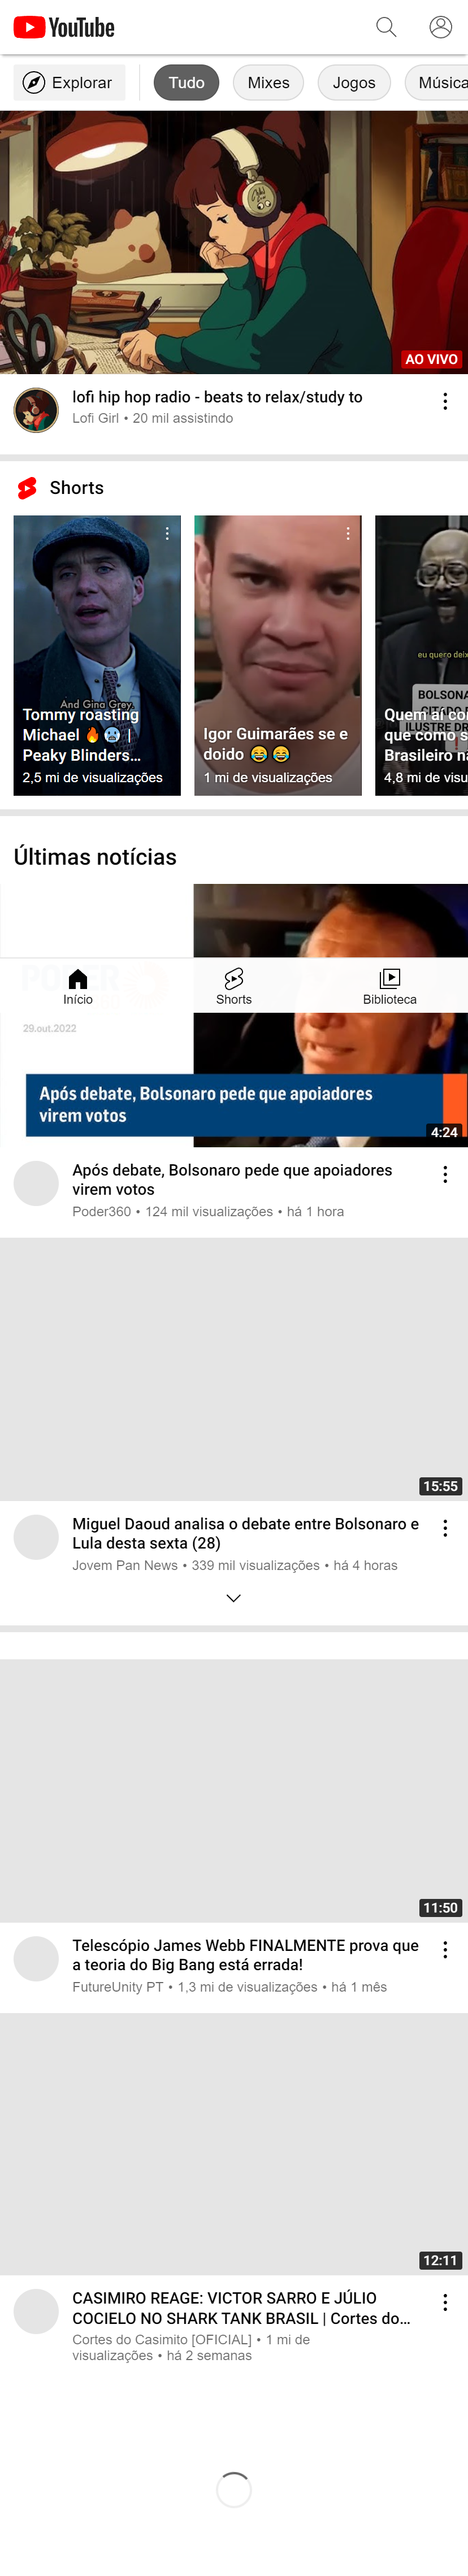 YouTube
Explorar
Tudo
Mixes
Jogos
Música
AO VIVO
lofi hip hop radio - beats to relax/study to
Lofi Girl • 20 mil assistindo
Shorts
And Gina Grey,
Tommy roasting
Michael 🔥🥶 |
Peaky Blinders...
2,5 mi de visualizações
Igor Guimarães se e
doido 😂😂
1 mi de visualizações
eu quero deix
BOLSONA
ILUSTRE DE
Quem aí co
que como s
Brasileiro n
4,8 mi de visu
Últimas notícias
PODER
Início
Shorts
Biblioteca
29.out.2022
Após debate, Bolsonaro pede que apoiadores
virem votos
4:24
Após debate, Bolsonaro pede que apoiadores
virem votos
Poder360 • 124 mil visualizações • há 1 hora
15:55
Miguel Daoud analisa o debate entre Bolsonaro e
Lula desta sexta (28)
Jovem Pan News • 339 mil visualizações • há 4 horas
11:50
Telescópio James Webb FINALMENTE prova que
a teoria do Big Bang está errada!
FutureUnity PT • 1,3 mi de visualizações • há 1 mês
12:11
CASIMIRO REAGE: VICTOR SARRO E JÚLIO
COCIELO NO SHARK TANK BRASIL | Cortes do...
Cortes do Casimito [OFICIAL] • 1 mi de
visualizações • há 2 semanas